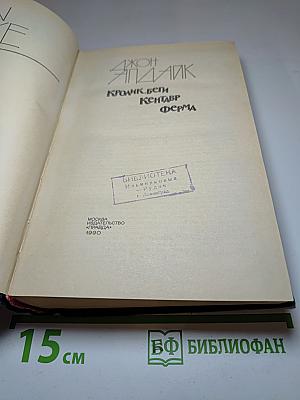 ДЖОН
АПДАЙК
КРОЛИК, БЕГИ
КЕНТАВР
ФЕРМА
БИБЛИОТЕКА
МОСКВА
ИЗДАТЕЛЬСТВО
«ПРАВДА»
1990
15 см
БФ БИБЛИОФАН